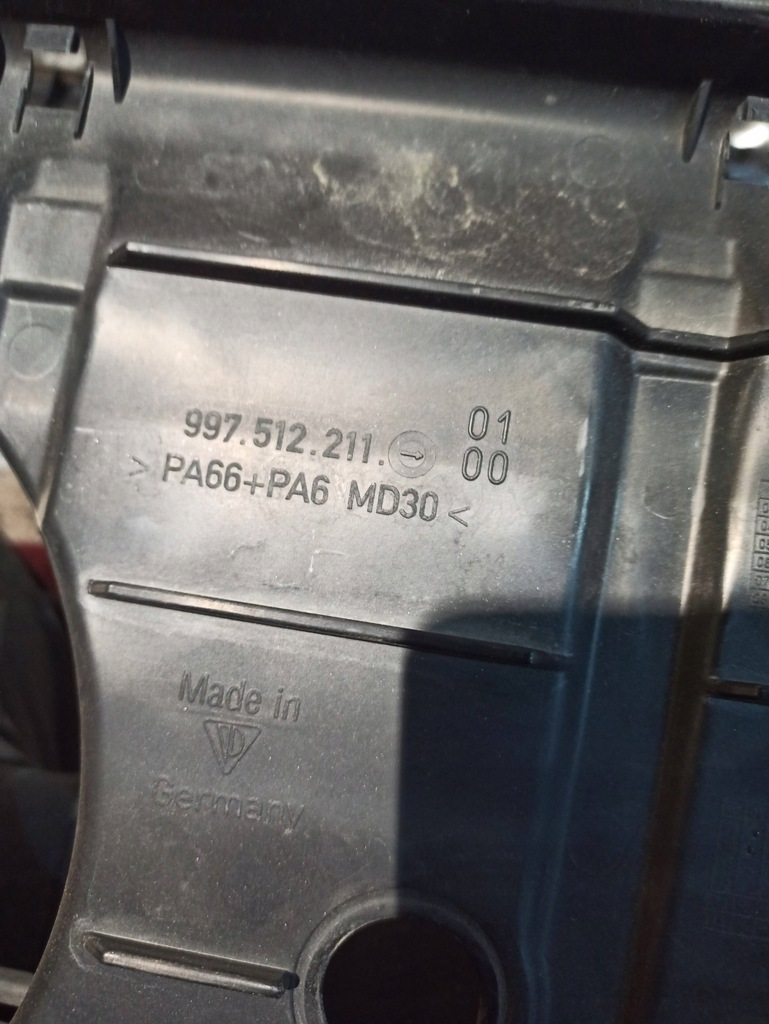 997.512.211. → 01
00
> PA66+PA6 MD30 <
Made in
Germany